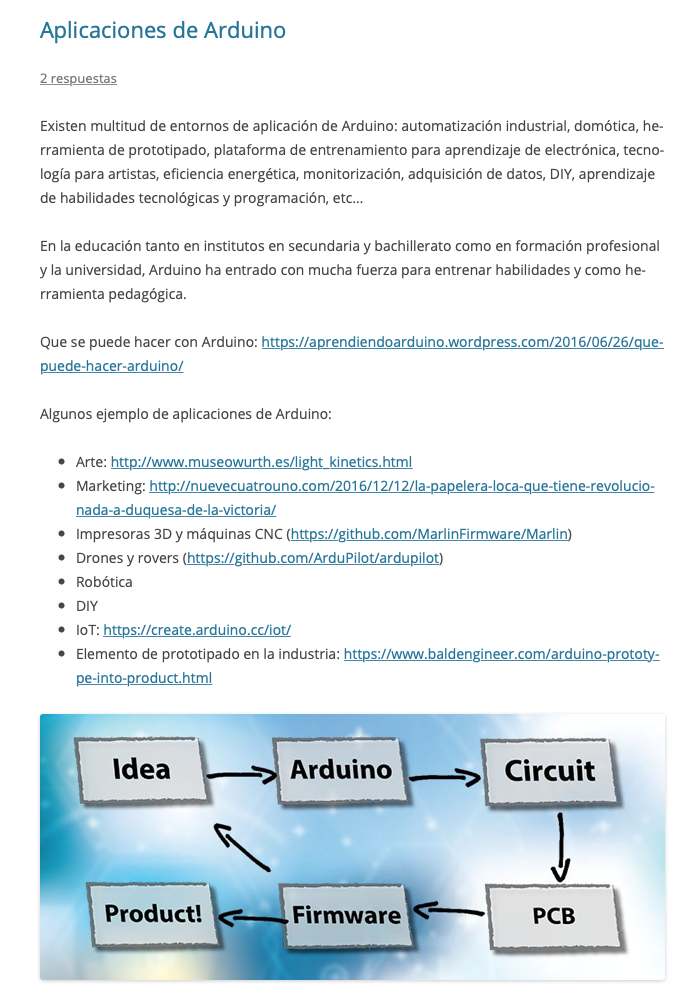 Aplicaciones de Arduino
2 respuestas
Existen multitud de entornos de aplicación de Arduino: automatización industrial, domótica, he-
rramienta de prototipado, plataforma de entrenamiento para aprendizaje de electrónica, tecno-
logía para artistas, eficiencia energética, monitorización, adquisición de datos, DIY, aprendizaje
de habilidades tecnológicas y programación, etc…
En la educación tanto en institutos en secundaria y bachillerato como en formación profesional
y la universidad, Arduino ha entrado con mucha fuerza para entrenar habilidades y como he-
rramienta pedagógica.
Que se puede hacer con Arduino: https://aprendiendoarduino.wordpress.com/2016/06/26/que-
puede-hacer-arduino/
Algunos ejemplo de aplicaciones de Arduino:
• Arte: http://www.museowurth.es/light_kinetics.html
• Marketing: http://nuevecuatrouno.com/2016/12/12/la-papelera-loca-que-tiene-revolucio-
nada-a-duquesa-de-la-victoria/
• Impresoras 3D y máquinas CNC (https://github.com/MarlinFirmware/Marlin)
• Drones y rovers (https://github.com/ArduPilot/ardupilot)
• Robótica
• DIY
• IoT: https://create.arduino.cc/iot/
• Elemento de prototipado en la industria: https://www.baldengineer.com/arduino-prototy-
pe-into-product.html
Idea Arduino Circuit
Product! Firmware PCB